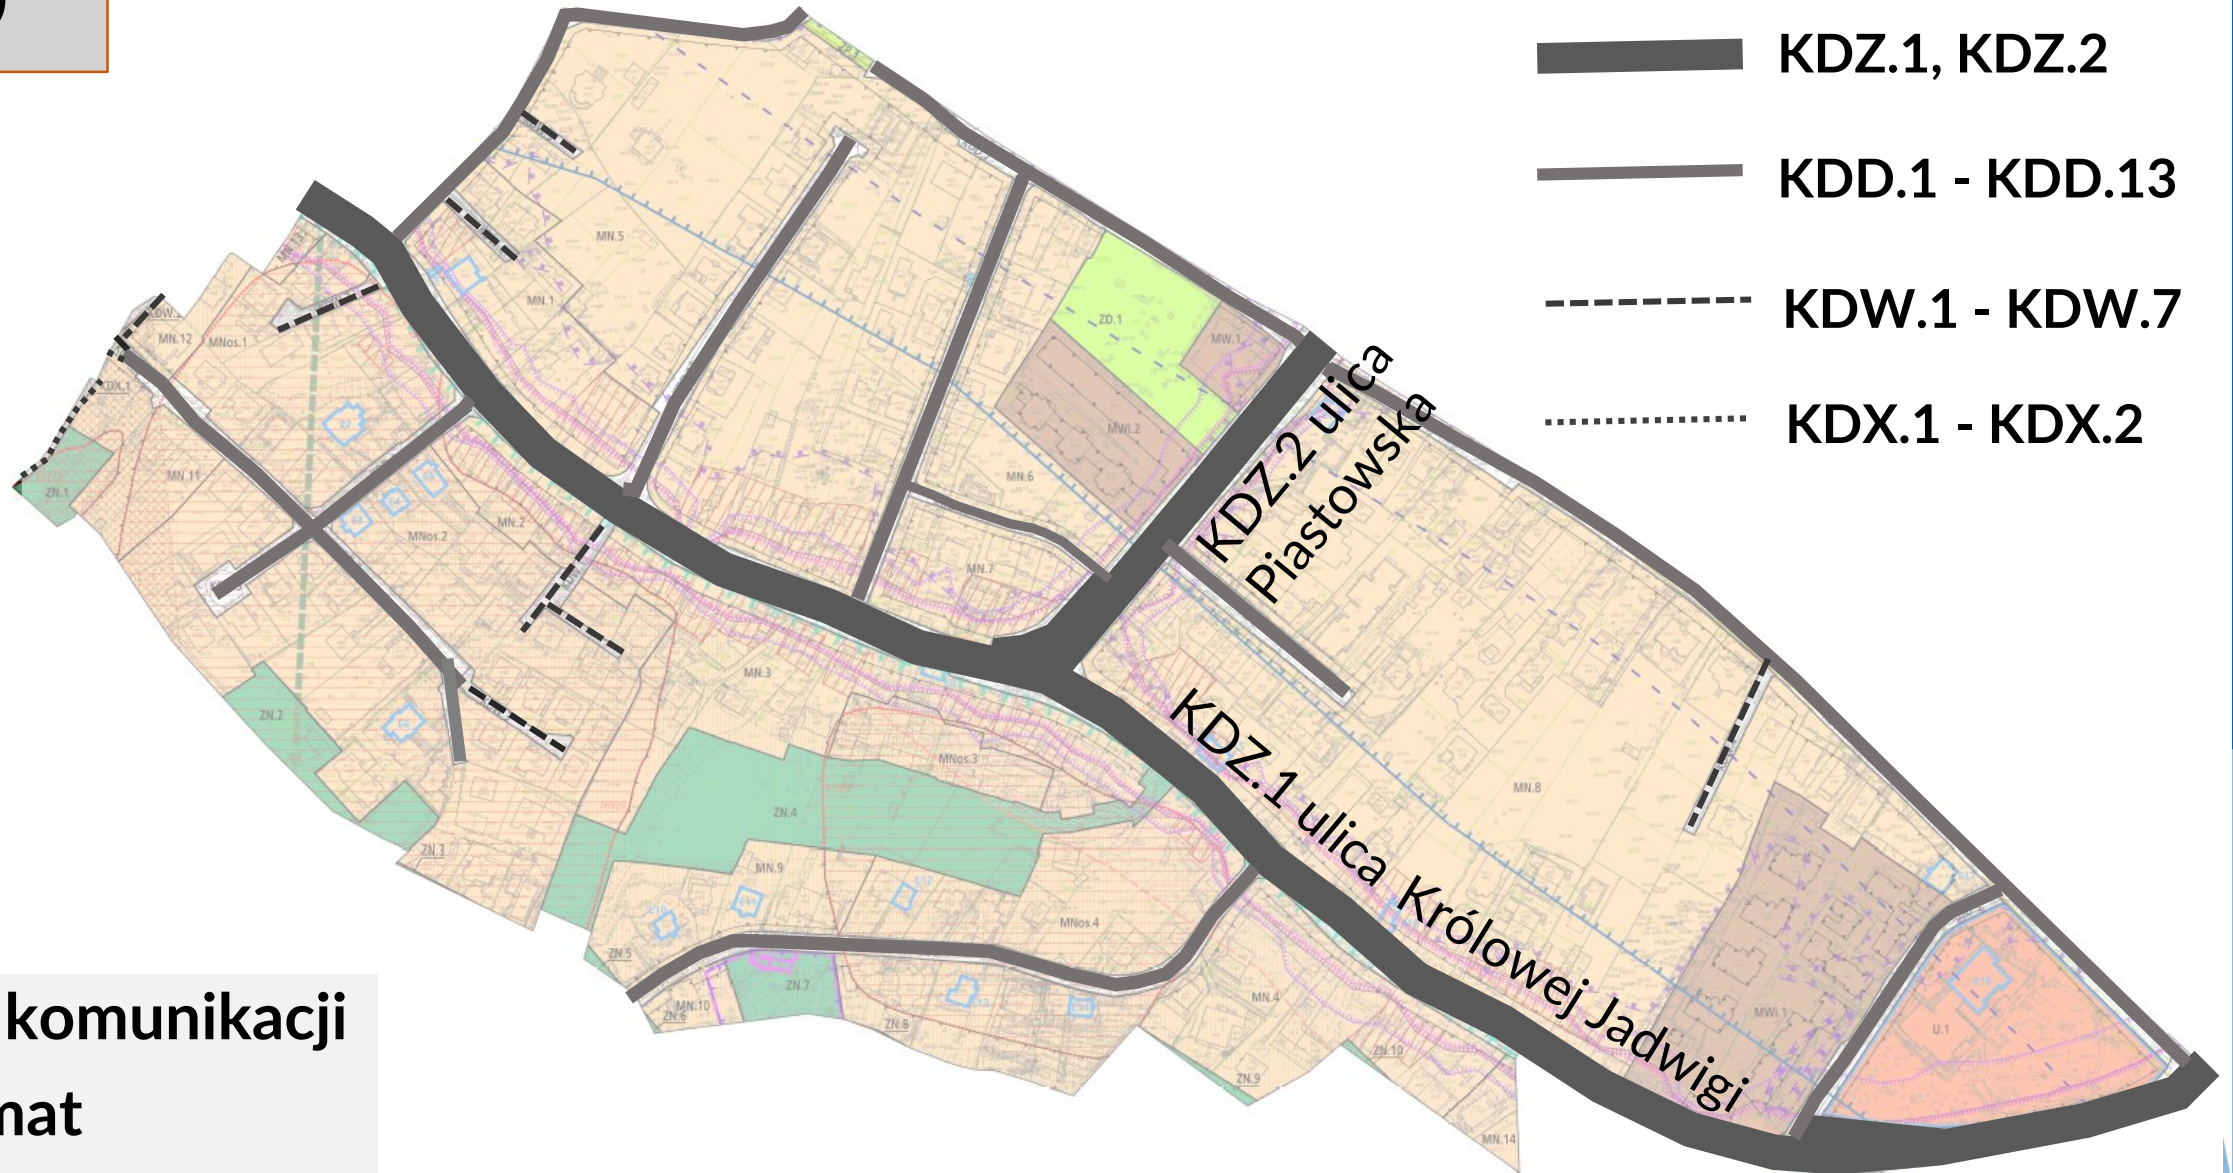 KDZ.1, KDZ.2
KDD.1 - KDD.13
KDW.1 - KDW.7
KDX.1 - KDX.2
KDZ.2 ulica
Piastowska
KDZ.1 ulica Królowej Jadwigi
MN.5
MN.1
MN.12
MNos.1
KDX.1
MN.11
ZN.1
MNos.2
MN.2
ZD.1
MW.1
MWi.2
MN.6
MN.7
MN.3
ZN.2
MNos.3
ZN.4
MN.8
ZN.3
MN.9
MNos.4
ZN.5
MN.10
ZN.6
ZN.7
ZN.8
MN.4
ZN.9
ZN.10
MN.14
MWi.1
U.1
komunikacji
mat